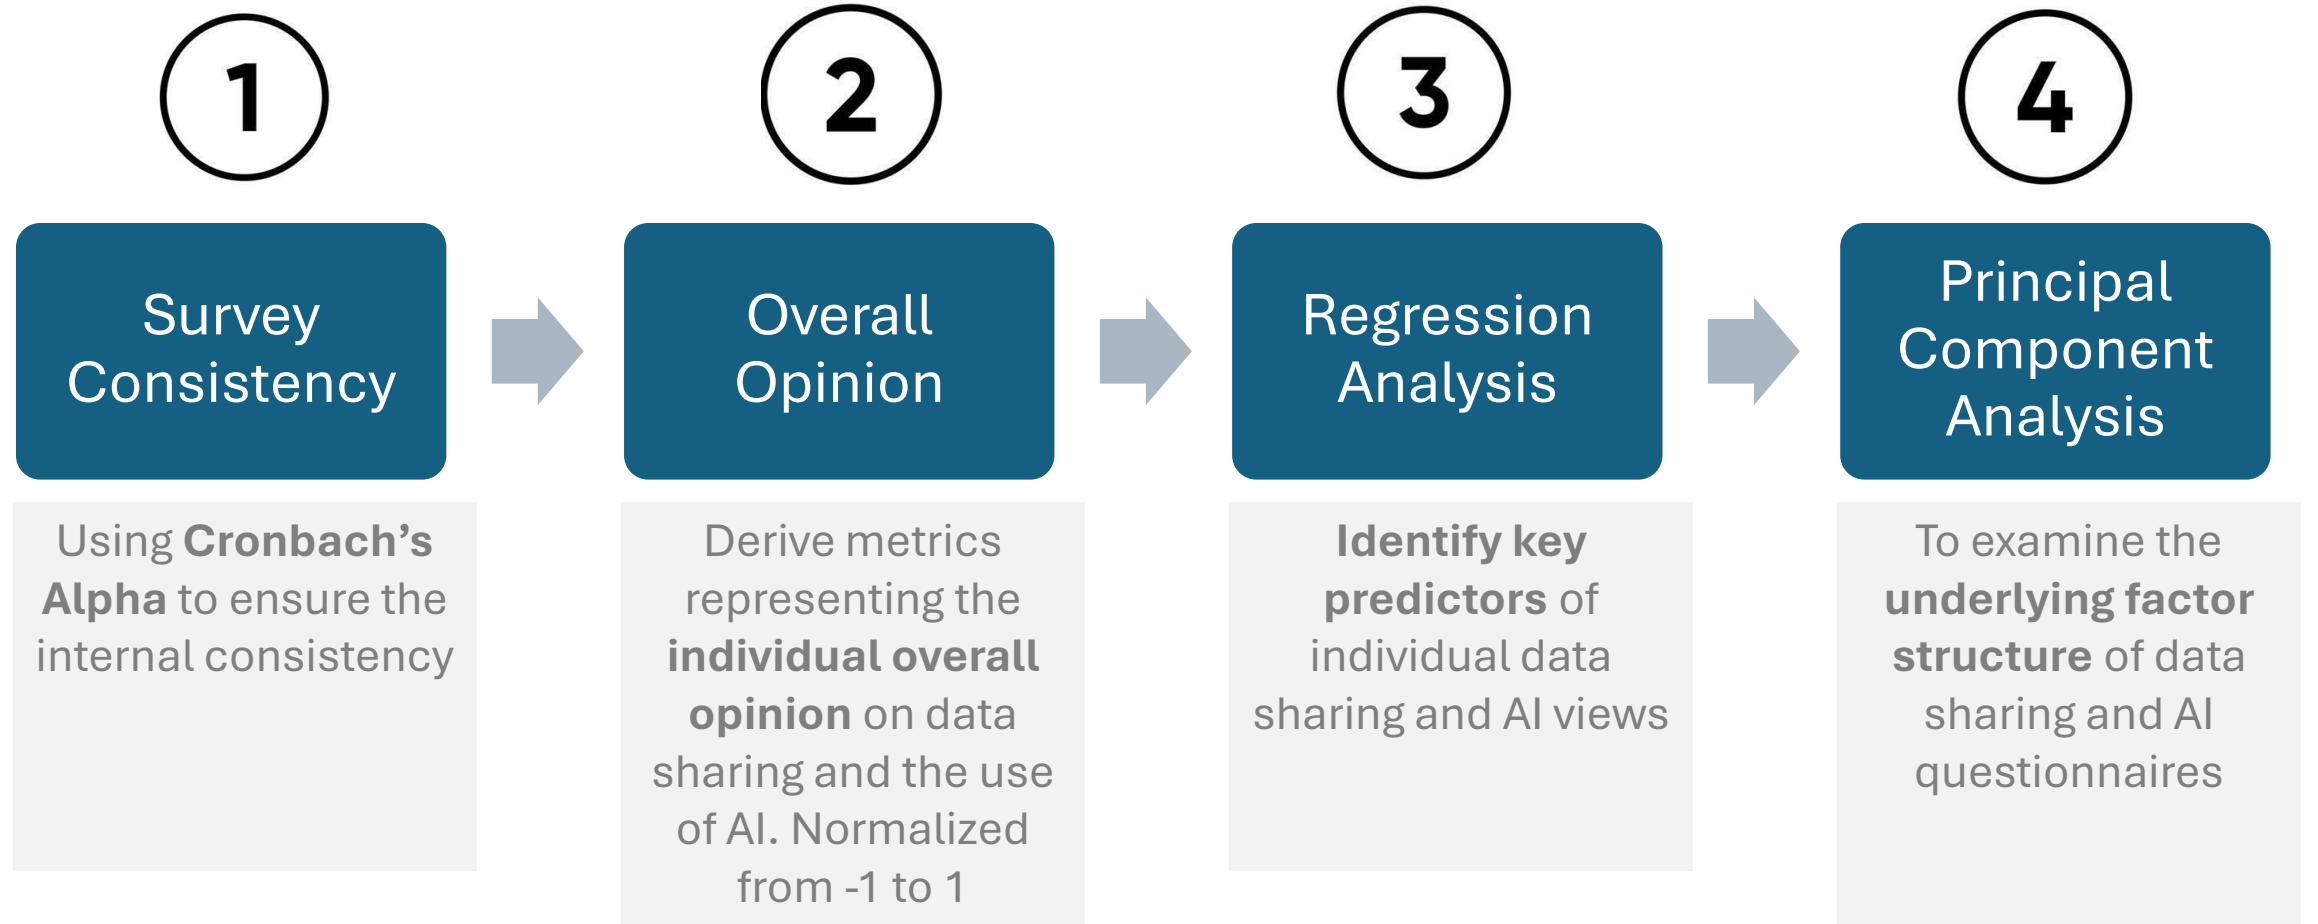 1
2
3
4
Survey
Consistency
Overall
Opinion
Regression
Analysis
Principal
Component
Analysis
Using Cronbach’s
Alpha to ensure the
internal consistency
Derive metrics
representing the
individual overall
opinion on data
sharing and the use
of AI. Normalized
from -1 to 1
Identify key
predictors of
individual data
sharing and AI views
To examine the
underlying factor
structure of data
sharing and AI
questionnaires